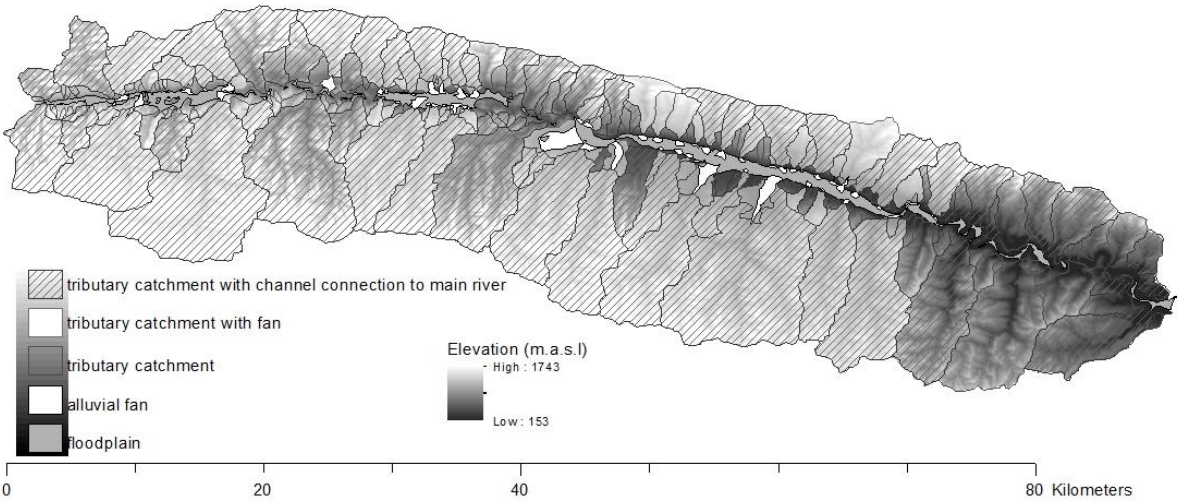 tributary catchment with channel connection to main river
tributary catchment with fan
tributary catchment
alluvial fan
floodplain
Elevation (m.a.s.l)
High : 1743
Low : 153
0 20 40 80 Kilometers